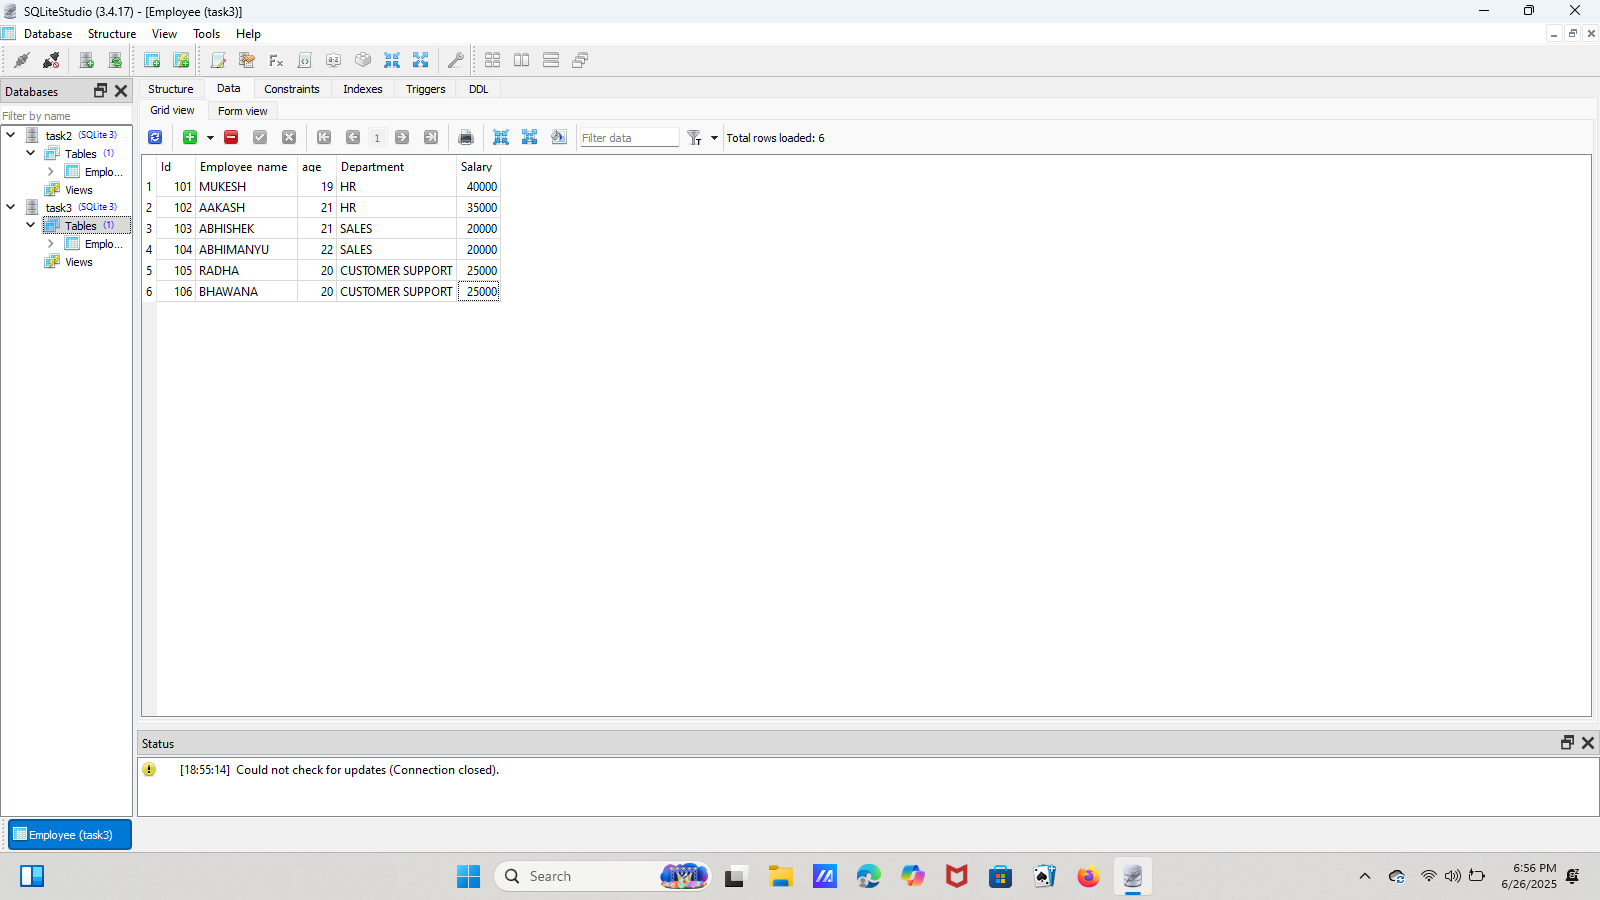 SQLiteStudio (3.4.17) - [Employee (task3)]
Database Structure View Tools Help
Databases
Filter by name
task2 (SQLite 3)
Tables (1)
Emplo...
Views
task3 (SQLite 3)
Tables (1)
Emplo...
Views
Structure Data Constraints Indexes Triggers DDL
Grid view Form view
1 Filter data Total rows loaded: 6
Id Employee name age Department Salary
1 101 MUKESH 19 HR 40000
2 102 AAKASH 21 HR 35000
3 103 ABHISHEK 21 SALES 20000
4 104 ABHIMANYU 22 SALES 20000
5 105 RADHA 20 CUSTOMER SUPPORT 25000
6 106 BHAWANA 20 CUSTOMER SUPPORT 25000
Status
[18:55:14] Could not check for updates (Connection closed).
Employee (task3)
Search
6:56 PM
6/26/2025